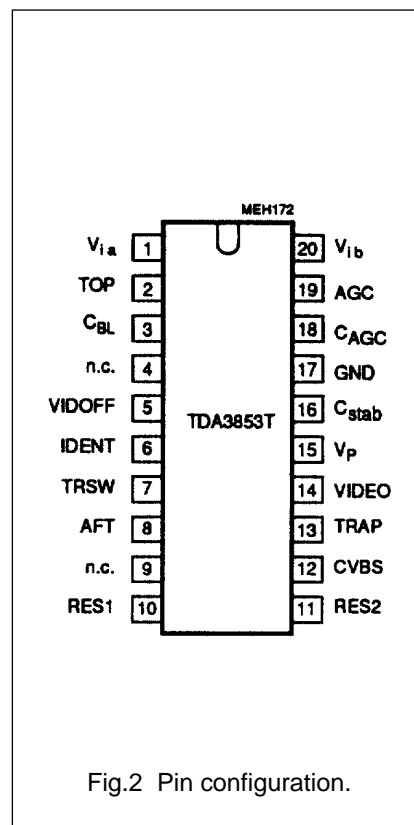 MEH172
V_ia 1
TOP 2
C_BL 3
n.c. 4
VIDOFF 5
IDENT 6
TRSW 7
AFT 8
n.c. 9
RES1 10
TDA3853T
20 V_ib
19 AGC
18 C_AGC
17 GND
16 C_stab
15 V_P
14 VIDEO
13 TRAP
12 CVBS
11 RES2
Fig.2 Pin configuration.